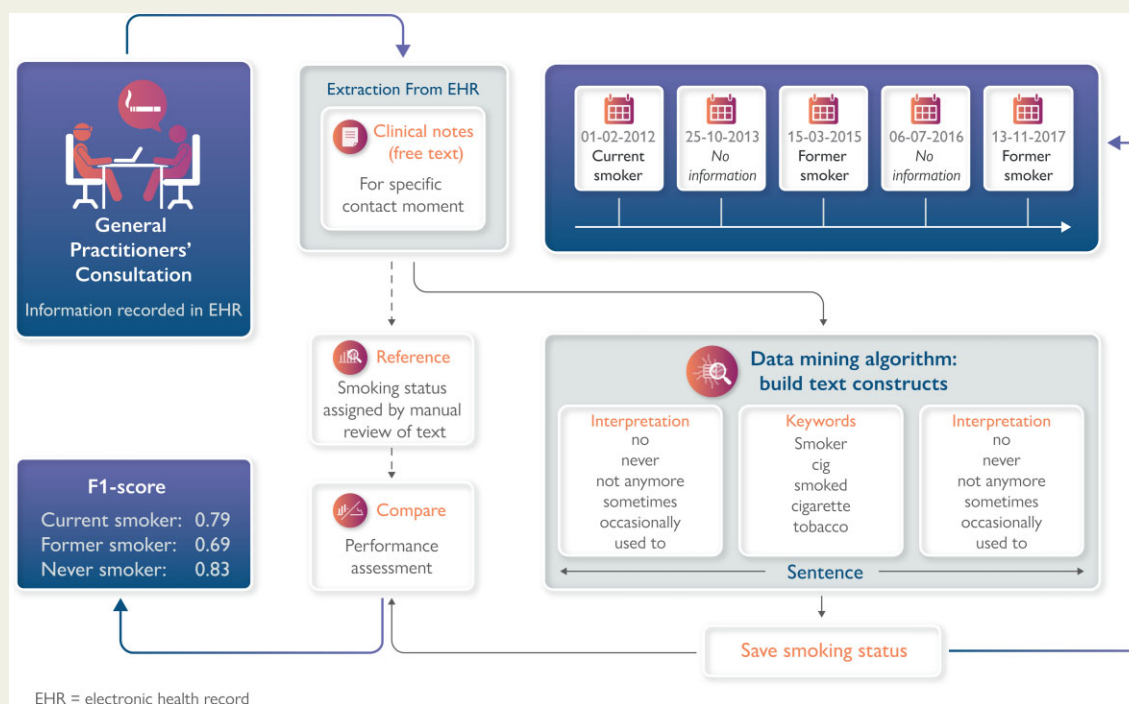 General
Practitioners'
Consultation
Information recorded in EHR
Extraction From EHR
Clinical notes
(free text)
For specific
contact moment
01-02-2012
Current
smoker
25-10-2013
No
information
15-03-2015
Former
smoker
06-07-2016
No
information
13-11-2017
Former
smoker
Reference
Smoking status
assigned by manual
review of text
Compare
Performance
assessment
Data mining algorithm:
build text constructs
Interpretation
no
never
not anymore
sometimes
occasionally
used to
Keywords
Smoker
cig
smoked
cigarette
tobacco
Interpretation
no
never
not anymore
sometimes
occasionally
used to
Sentence
Save smoking status
F1-score
Current smoker: 0.79
Former smoker: 0.69
Never smoker: 0.83
EHR = electronic health record